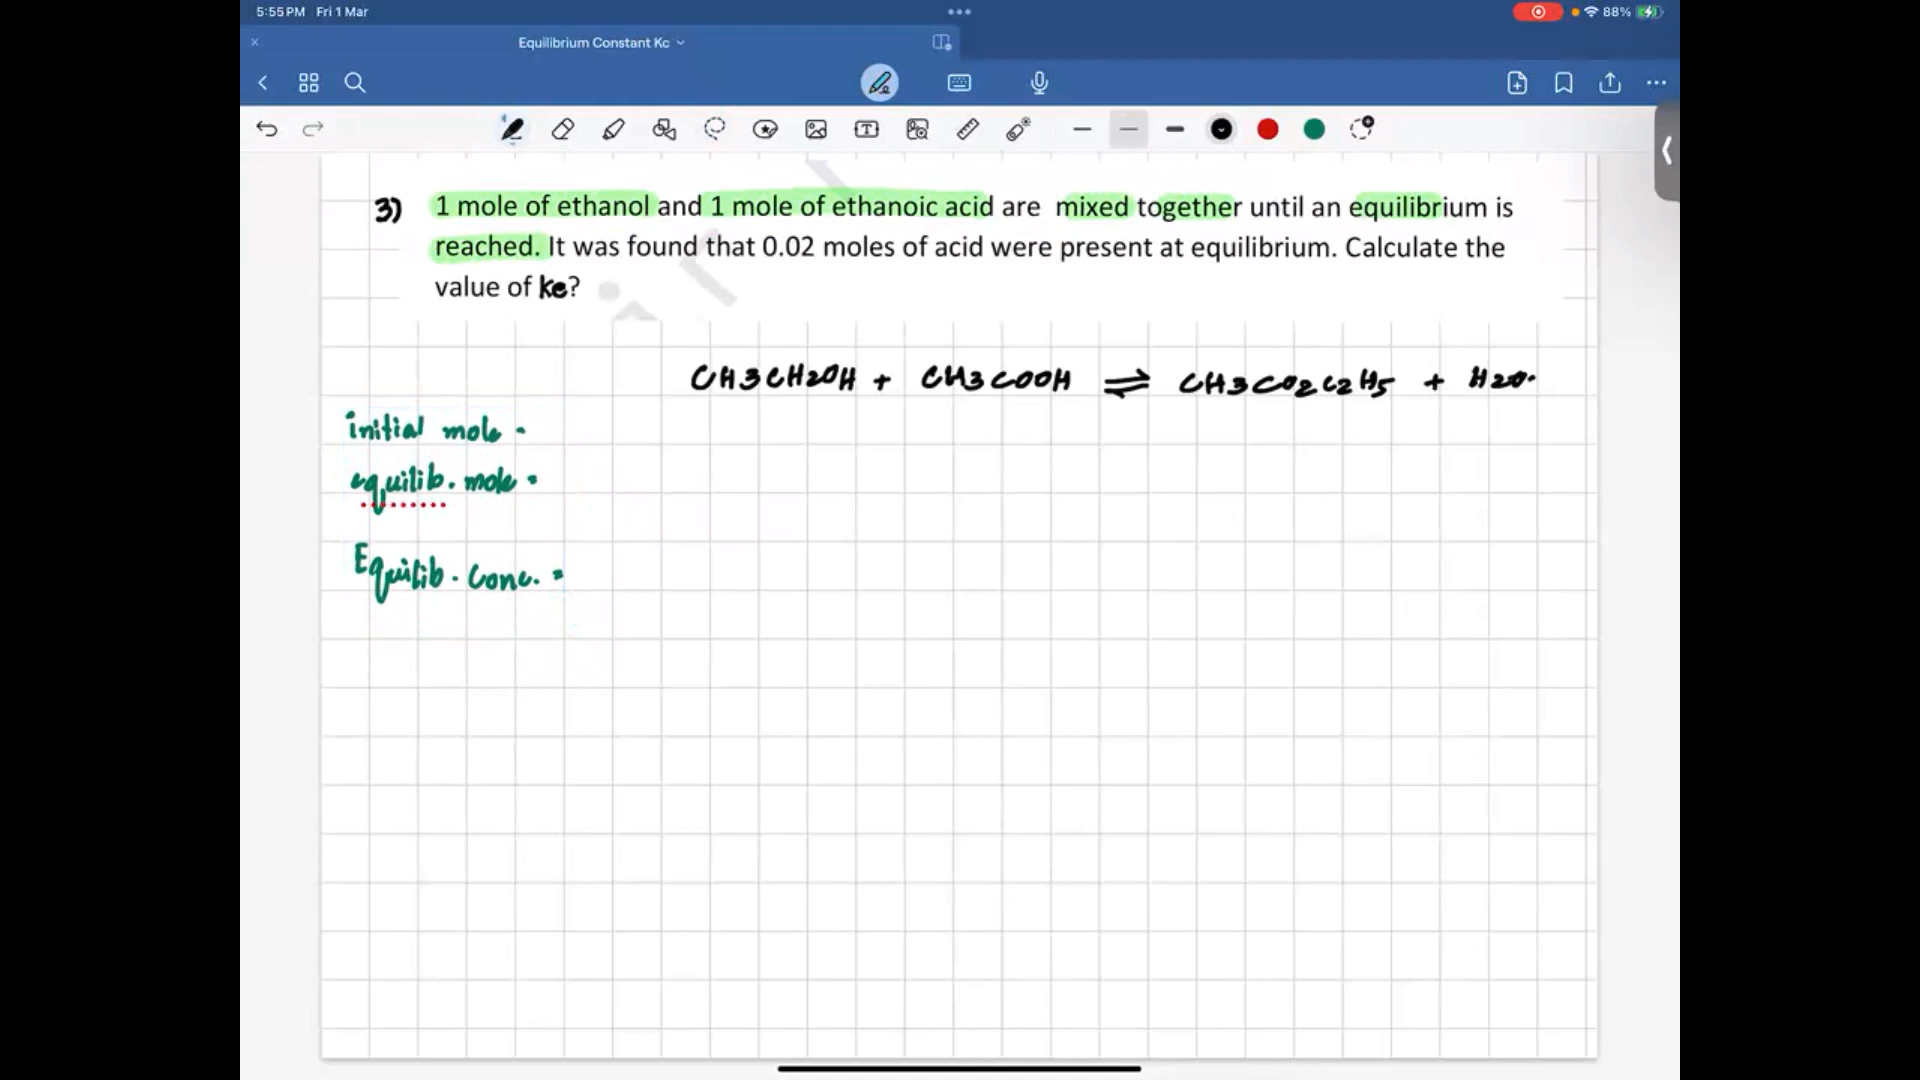 5:55 PM Fri 1 Mar
88%
Equilibrium Constant Kc
3) 1 mole of ethanol and 1 mole of ethanoic acid are mixed together until an equilibrium is
reached. It was found that 0.02 moles of acid were present at equilibrium. Calculate the
value of kc?
CH3CH2OH + CH3COOH ⇌ CH3CO2C2H5 + H2O.
initial mole -
equilib. mole =
Equilib. Conc. =